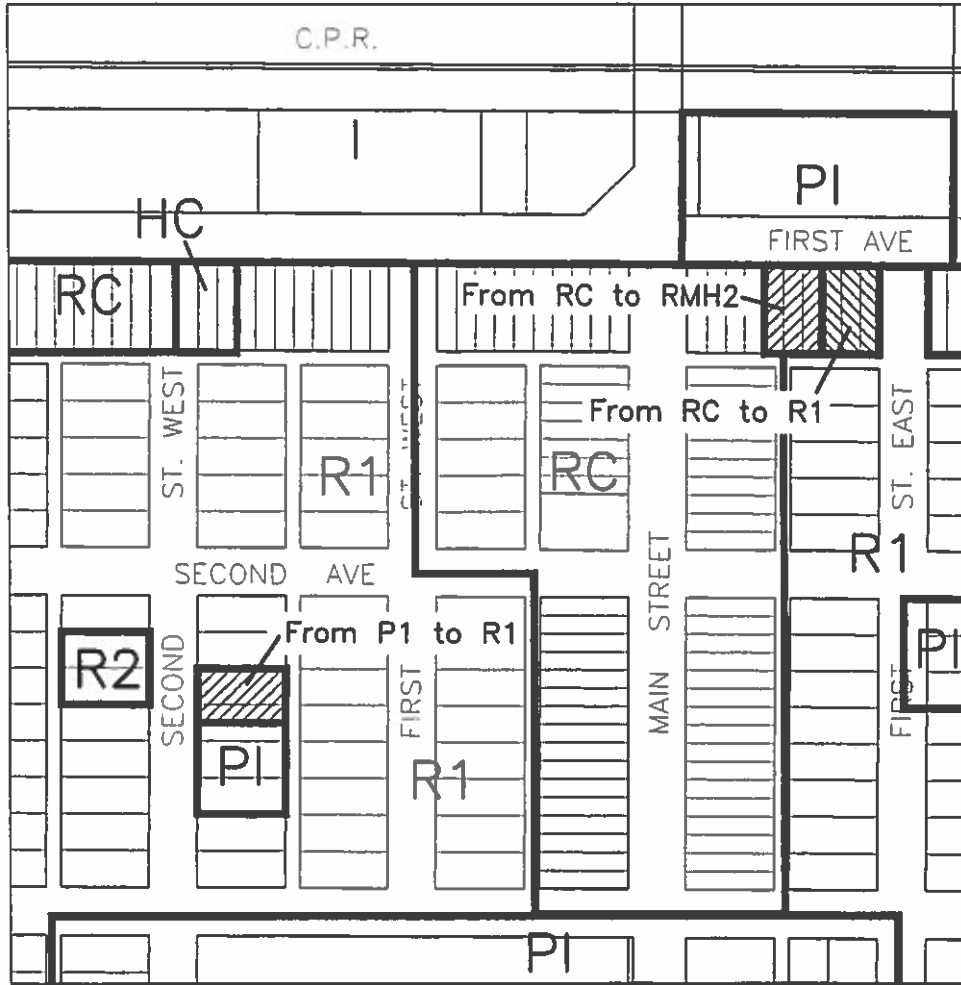 C.P.R.
I
PI
HC
FIRST AVE
RC
From RC to RMH2
From RC to R1
ST. WEST
ST. EAST
R1
RC
R1
SECOND AVE
STREET
From P1 to R1
R2
PI
SECOND
FIRST
MAIN
FIRST
PI
R1
PI